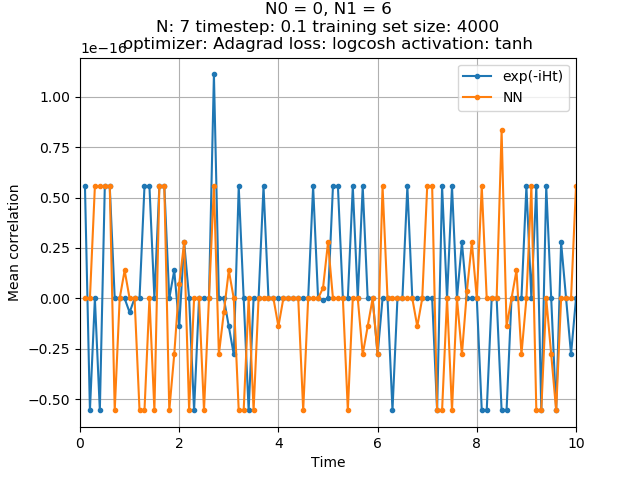 N0 = 0, N1 = 6
N: 7 timestep: 0.1 training set size: 4000
optimizer: Adagrad loss: logcosh activation: tanh
1e−16
exp(-iHt)
NN
1.00
0.75
0.50
0.25
0.00
−0.25
−0.50
Mean correlation
0 2 4 6 8 10
Time